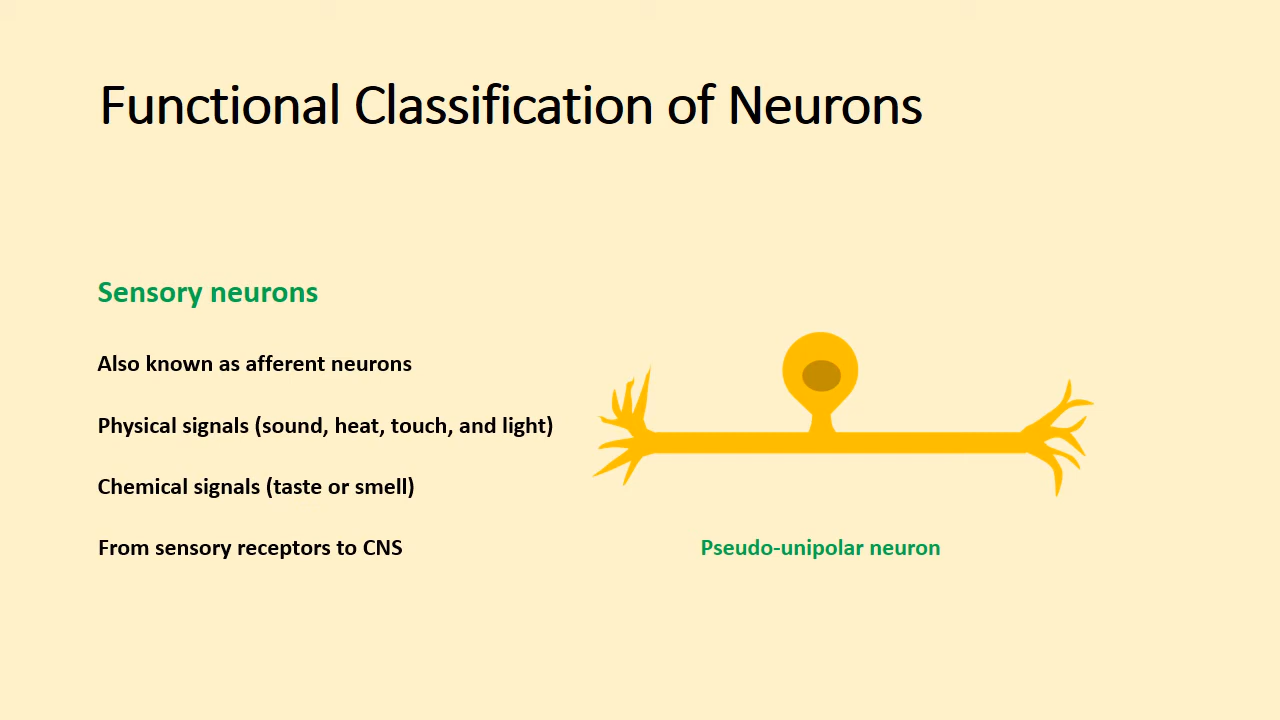 Functional Classification of Neurons
Sensory neurons
Also known as afferent neurons
Physical signals (sound, heat, touch, and light)
Chemical signals (taste or smell)
From sensory receptors to CNS
Pseudo-unipolar neuron